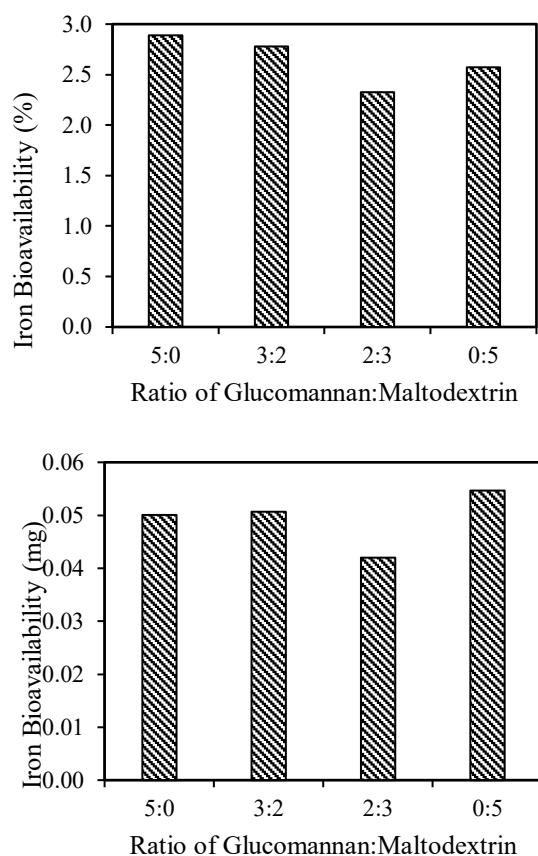 3.0
2.5
2.0
1.5
1.0
0.5
0.0
Iron Bioavailability (%)
5:0 3:2 2:3 0:5
Ratio of Glucomannan:Maltodextrin
0.06
0.05
0.04
0.03
0.02
0.01
0.00
Iron Bioavailability (mg)
5:0 3:2 2:3 0:5
Ratio of Glucomannan:Maltodextrin